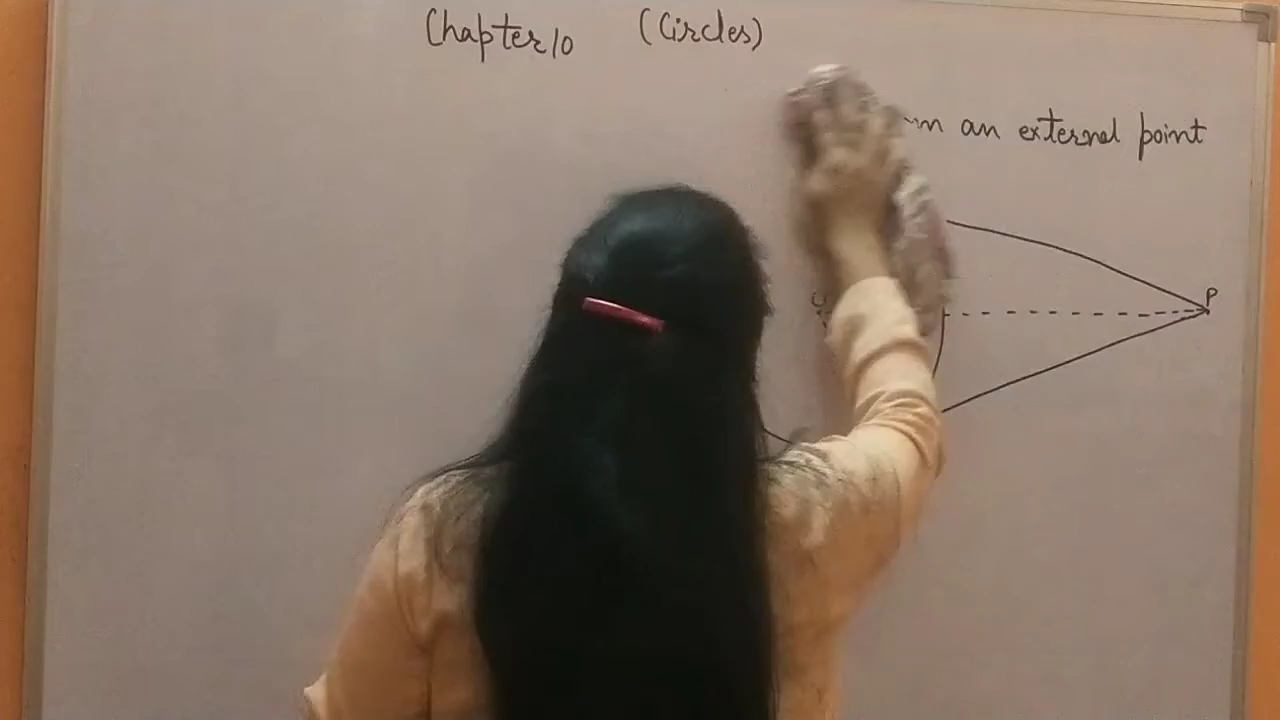 Chapter 10 (Circles)
an external point
P